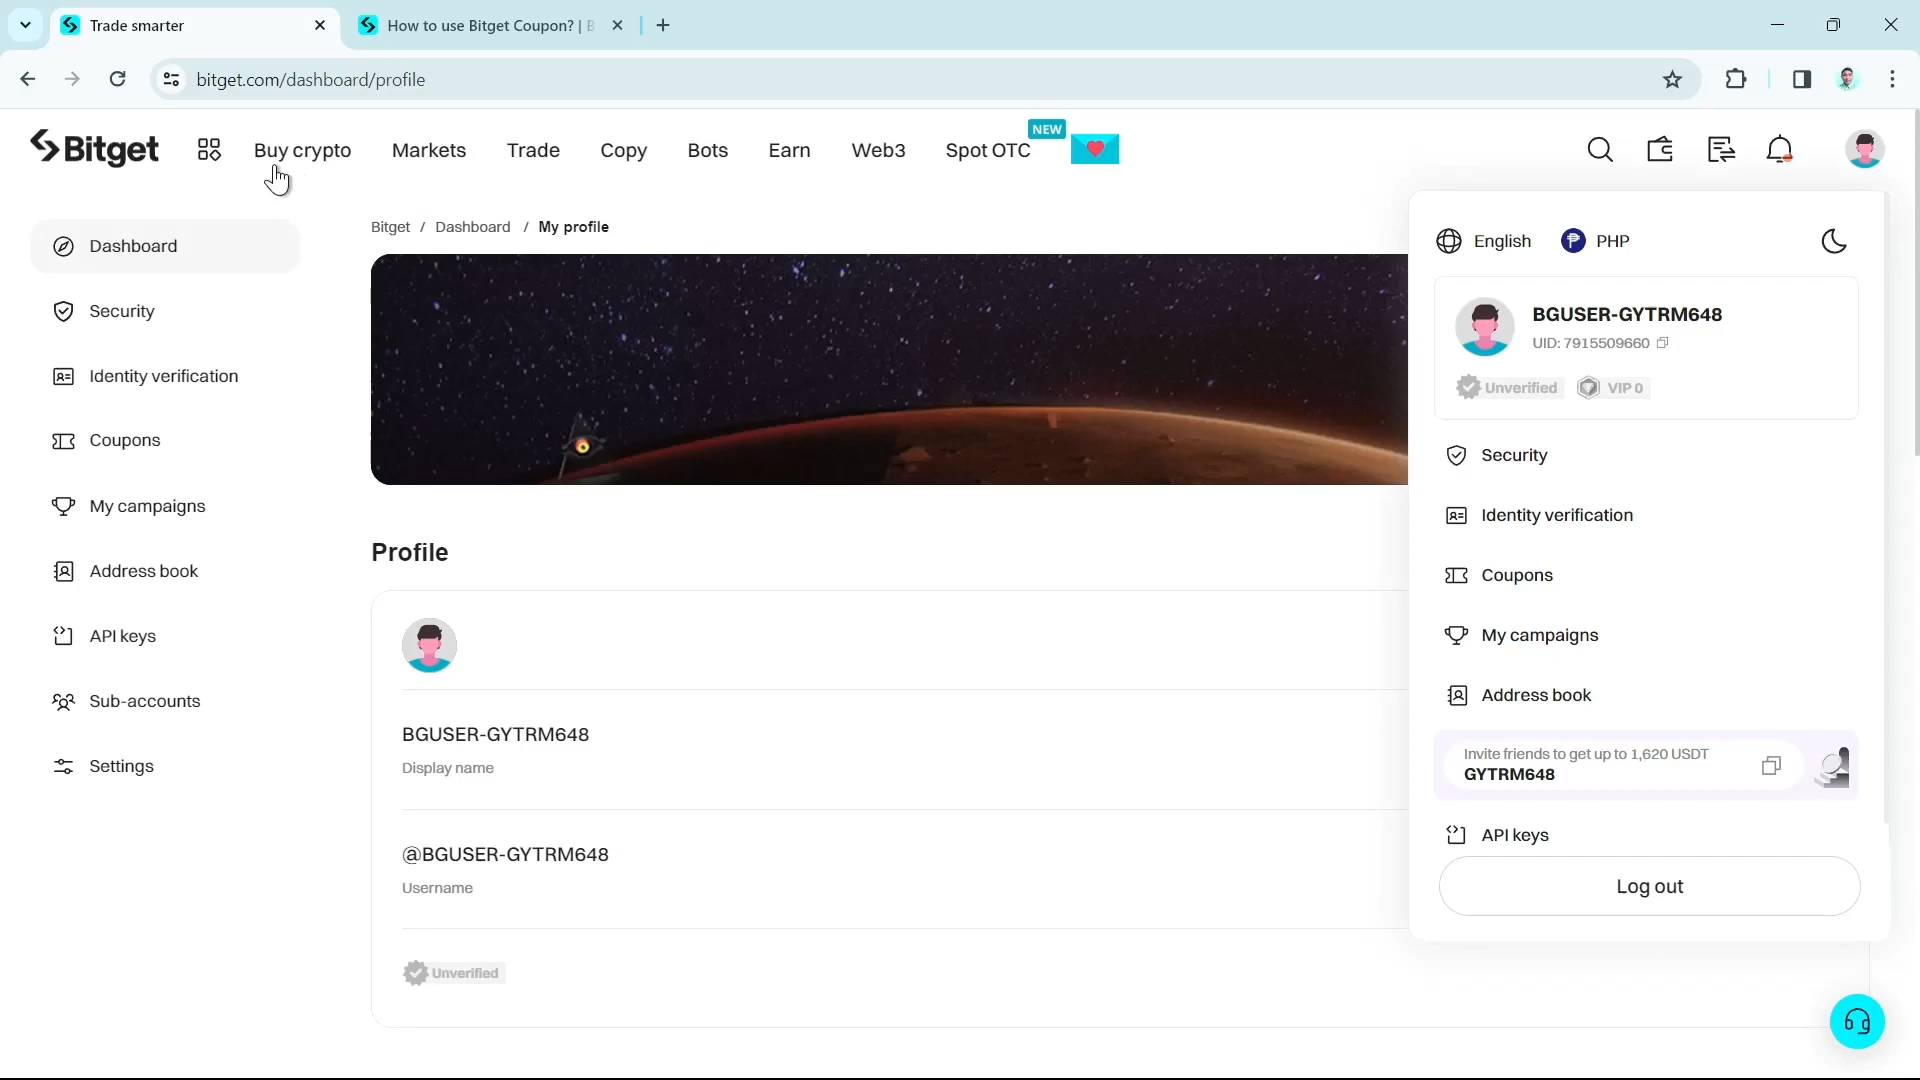 Trade smarter
How to use Bitget Coupon? |
bitget.com/dashboard/profile
Bitget
Buy crypto
Markets
Trade
Copy
Bots
Earn
Web3
Spot OTC
NEW
Dashboard
Security
Identity verification
Coupons
My campaigns
Address book
API keys
Sub-accounts
Settings
Bitget / Dashboard / My profile
Profile
BGUSER-GYTRM648
Display name
@BGUSER-GYTRM648
Username
Unverified
English
PHP
BGUSER-GYTRM648
UID: 7915509660
Unverified
VIP 0
Security
Identity verification
Coupons
My campaigns
Address book
Invite friends to get up to 1,620 USDT
GYTRM648
API keys
Log out